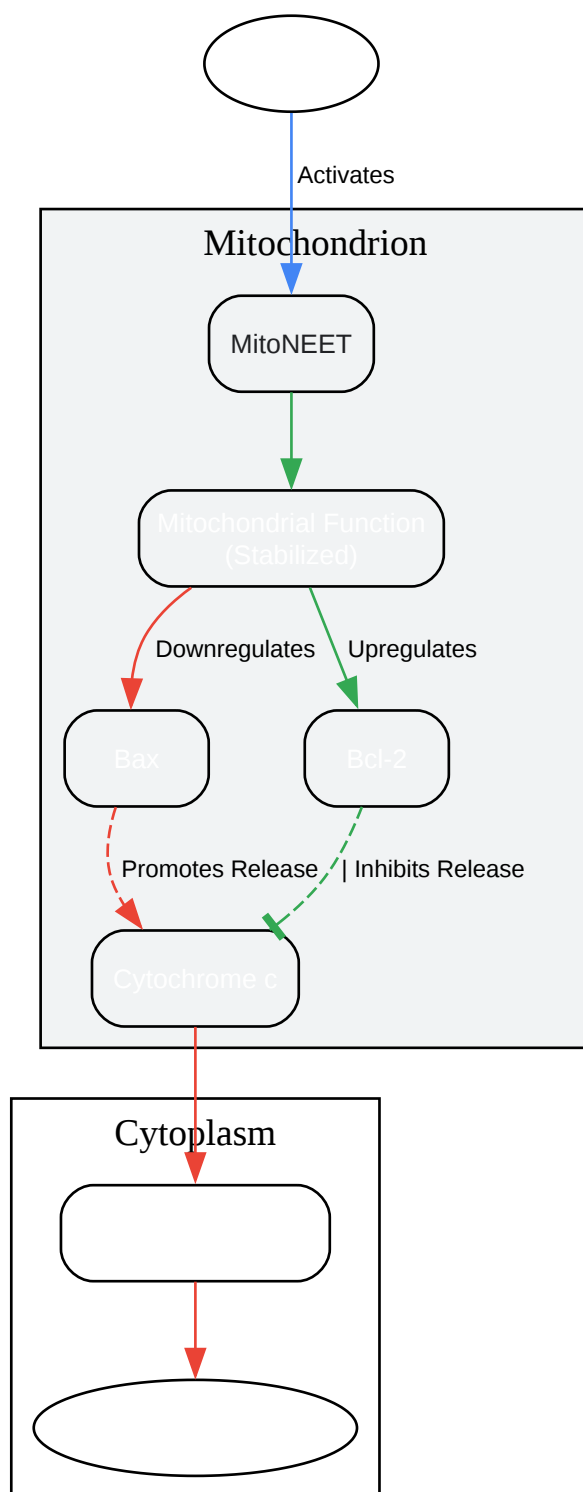 Activates
Mitochondrion
MitoNEET
Mitochondrial Function
(Stabilized)
Downregulates
Upregulates
Bax
Bcl-2
Promotes Release
| Inhibits Release
Cytochrome c
Cytoplasm